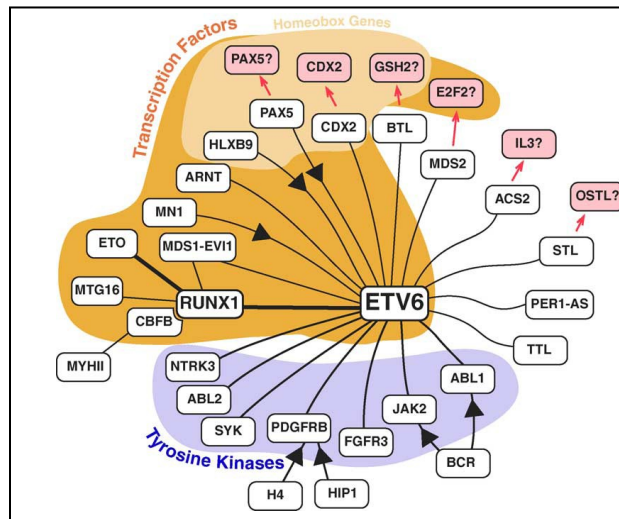 Homeobox Genes
Transcription Factors
PAX5?
CDX2
GSH2?
E2F2?
IL3?
OSTL?
PAX5
CDX2
BTL
HLXB9
MDS2
ARNT
ACS2
MN1
ETO
MDS1-EVI1
STL
MTG16
RUNX1
ETV6
PER1-AS
CBFB
MYHII
NTRK3
TTL
ABL2
ABL1
SYK
PDGFRB
JAK2
FGFR3
Tyrosine Kinases
BCR
H4
HIP1